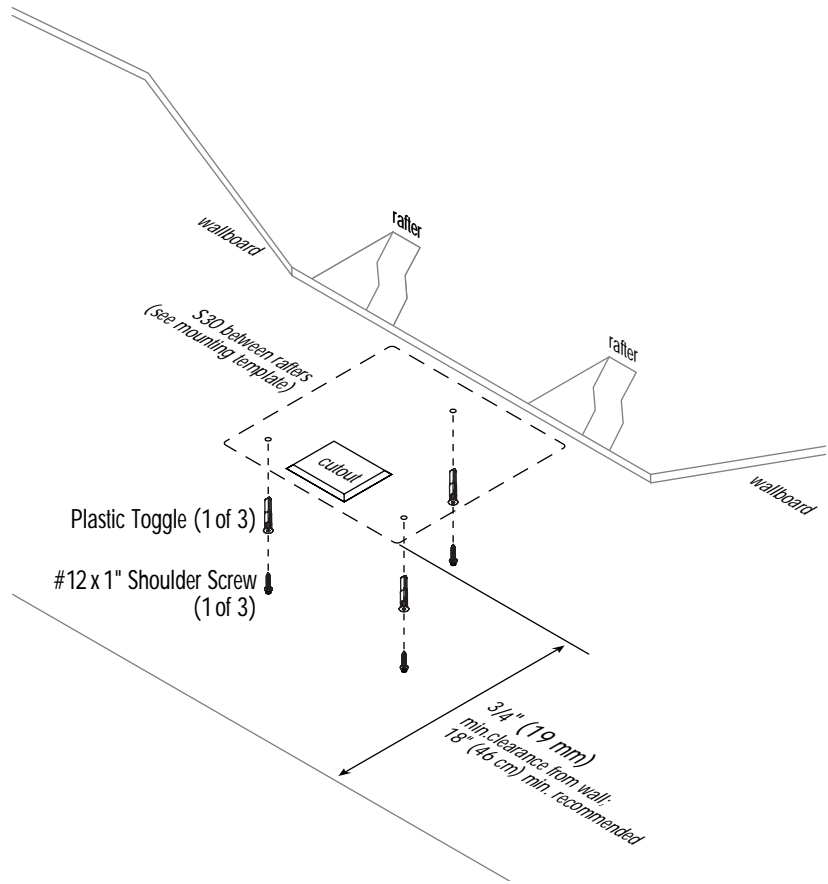 rafter
wallboard
S30 between rafters
(see mounting template)
rafter
cutout
wallboard
Plastic Toggle (1 of 3)
#12 x 1" Shoulder Screw
(1 of 3)
3/4" (19 mm)
min.clearance from wall;
18" (46 cm) min. recommended